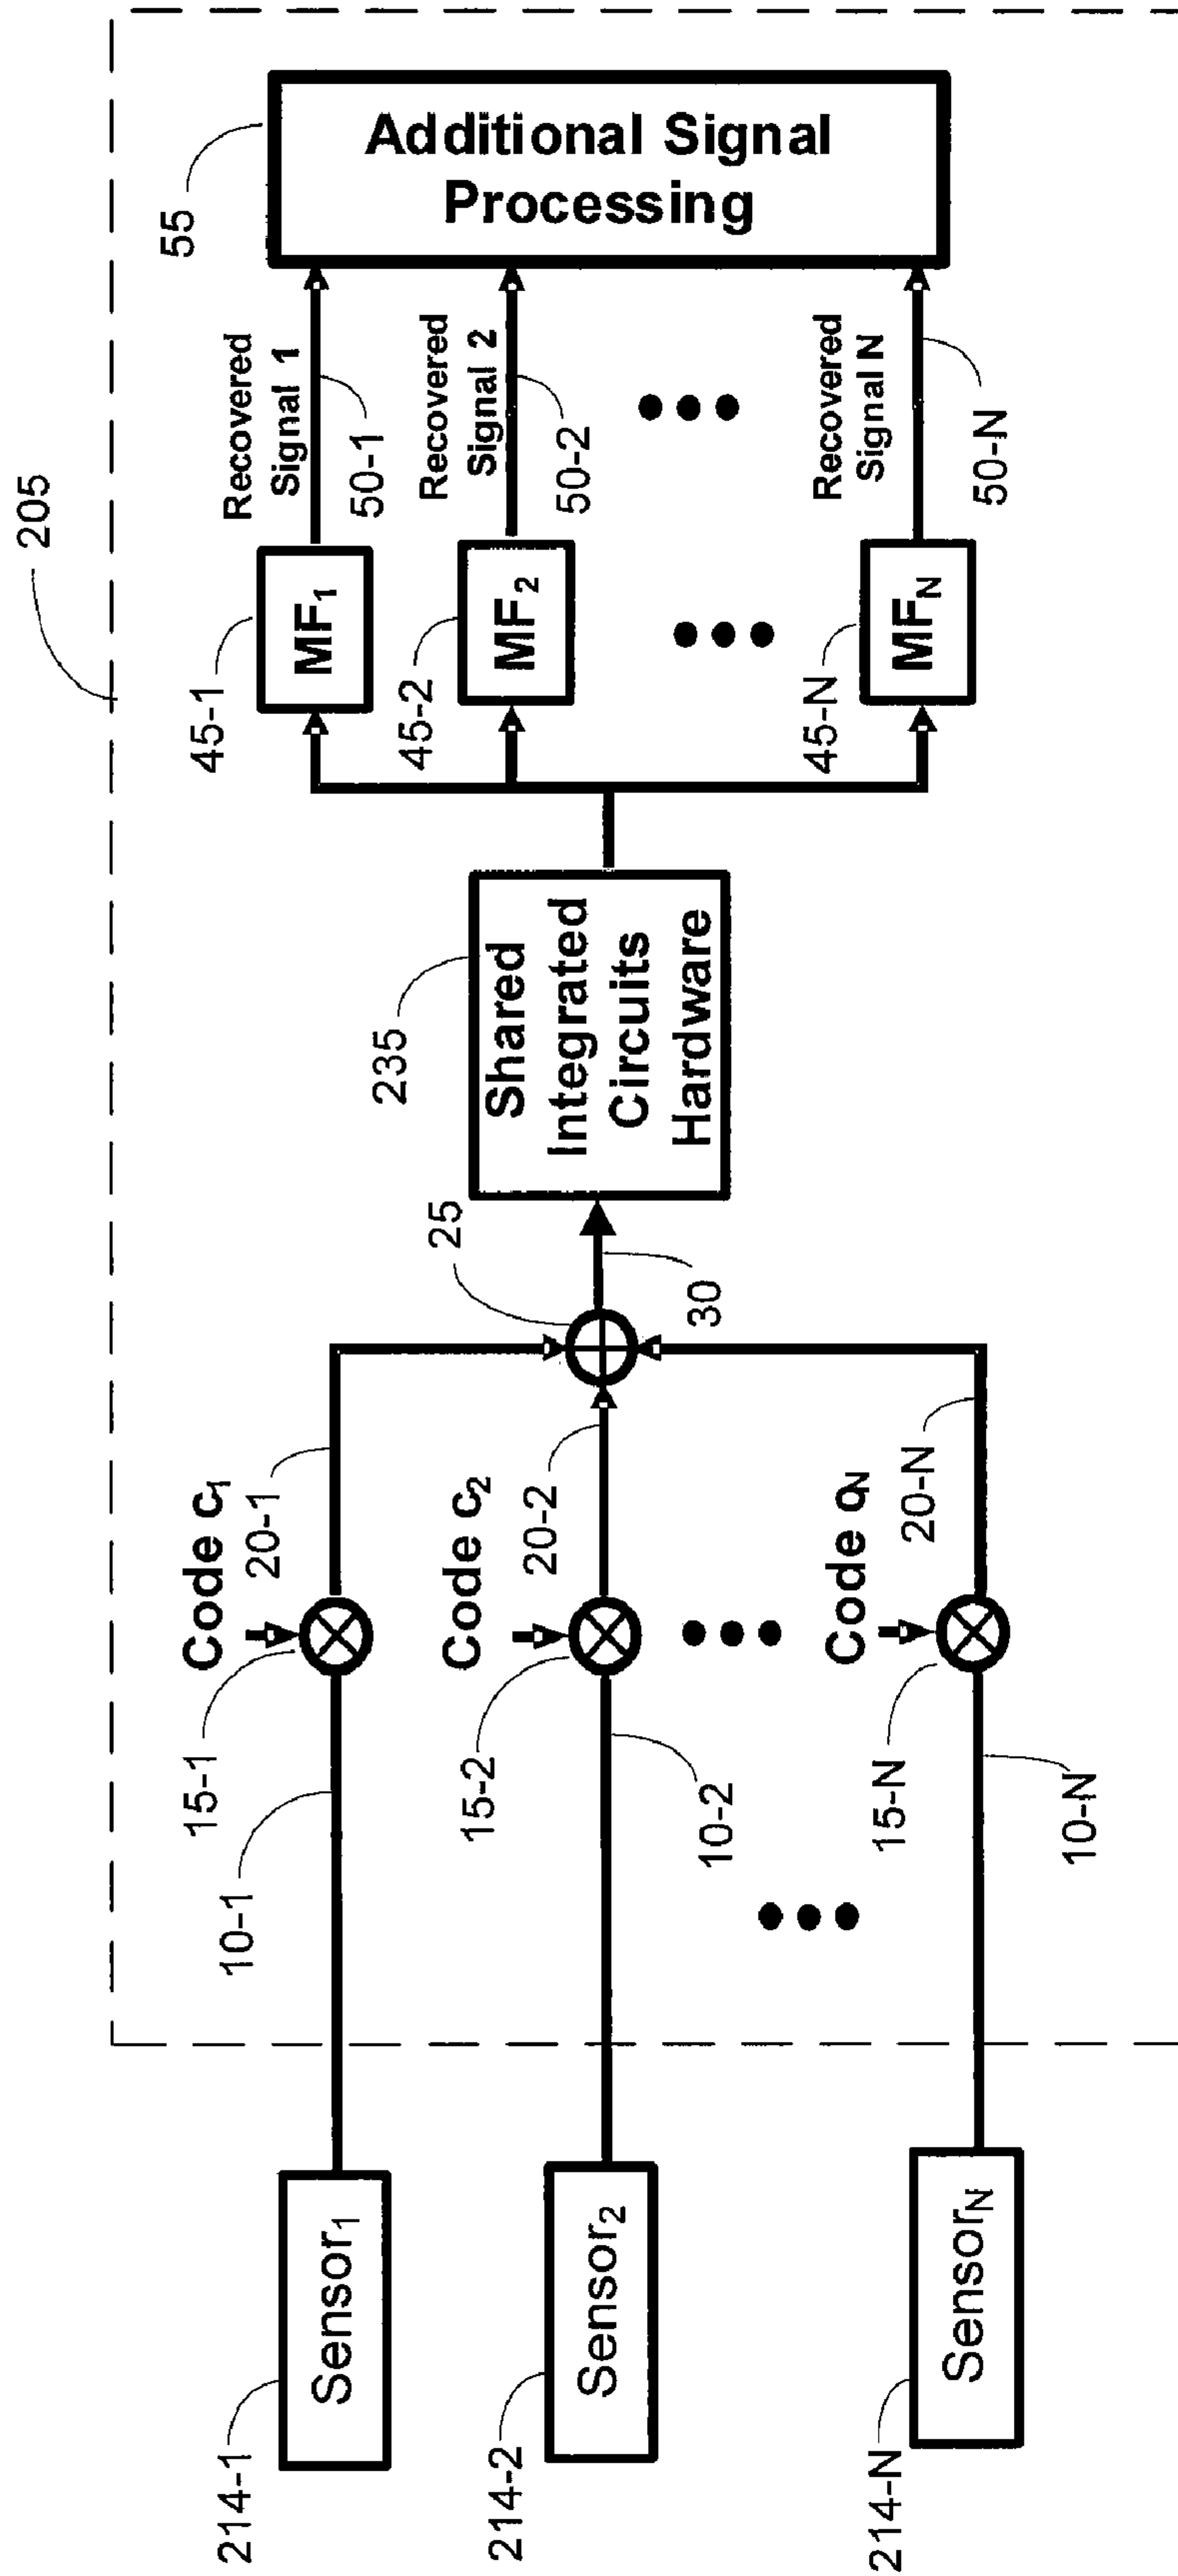 205
214-1
Sensor1
10-1
15-1
Code c1
20-1
214-2
Sensor2
10-2
15-2
Code c2
20-2
214-N
SensorN
10-N
15-N
Code cN
20-N
25
30
235
Shared
Integrated
Circuits
Hardware
45-1
MF1
Recovered
Signal 1
50-1
45-2
MF2
Recovered
Signal 2
50-2
45-N
MFN
Recovered
Signal N
50-N
55
Additional Signal
Processing